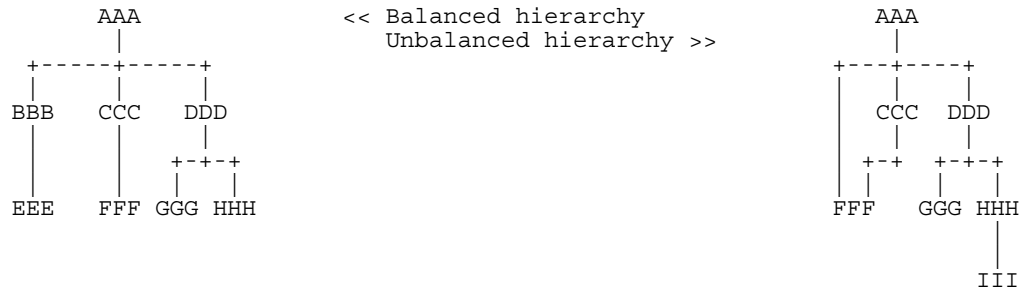 AAA << Balanced hierarchy AAA
Unbalanced hierarchy >>
BBB CCC DDD CCC DDD
EEE FFF GGG HHH FFF GGG HHH
III